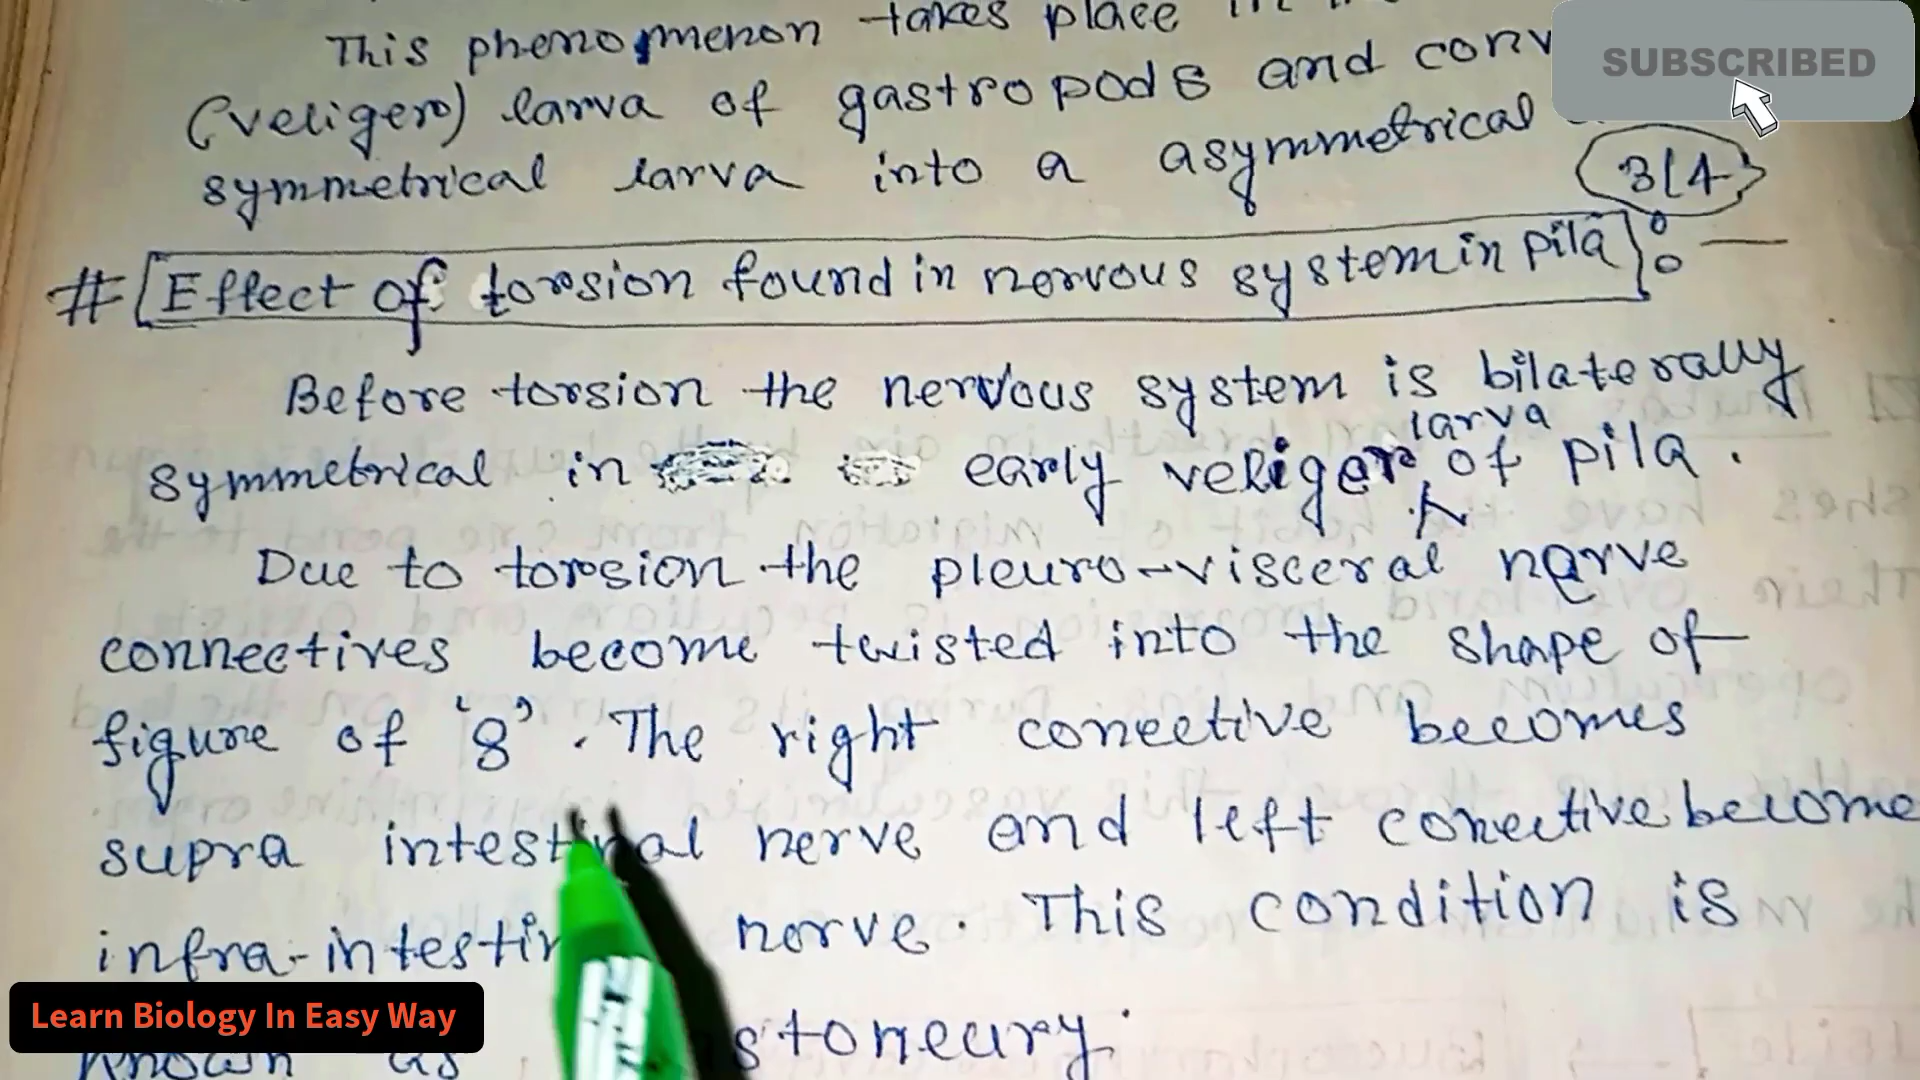 This phenomenon takes place in
(veliger) larva of gastropods and conv
SUBSCRIBED
symmetrical larva into a asymmetrical
3/4
# [Effect of torsion found in nervous system in pila]:—
Before torsion the nervous system is bilaterally
larva
symmetrical in early veliger of pila.
Due to torsion the pleuro-visceral nerve
connectives become twisted into the shape of
figure of '8'. The right conective becomes
supra intestinal nerve and left conective become
infra-intestin nerve. This condition is
Learn Biology In Easy Way
known as stoneury.